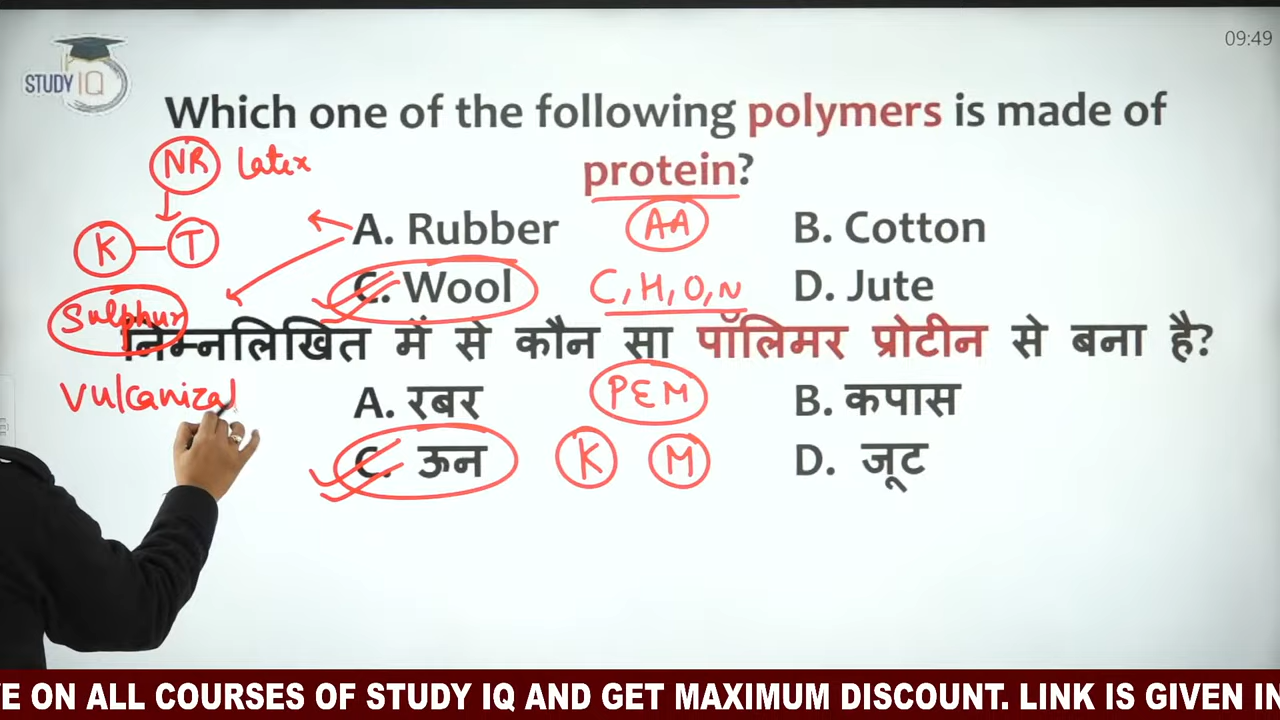 09:49
STUDY IQ
Which one of the following polymers is made of
protein?
NR Latex
K T
A. Rubber AA B. Cotton
C. Wool C, H, O, N D. Jute
Sulphur
निम्नलिखित में से कौन सा पॉलिमर प्रोटीन से बना है?
Vulcanizat
A. रबर PEM B. कपास
C. ऊन K M D. जूट
E ON ALL COURSES OF STUDY IQ AND GET MAXIMUM DISCOUNT. LINK IS GIVEN IN